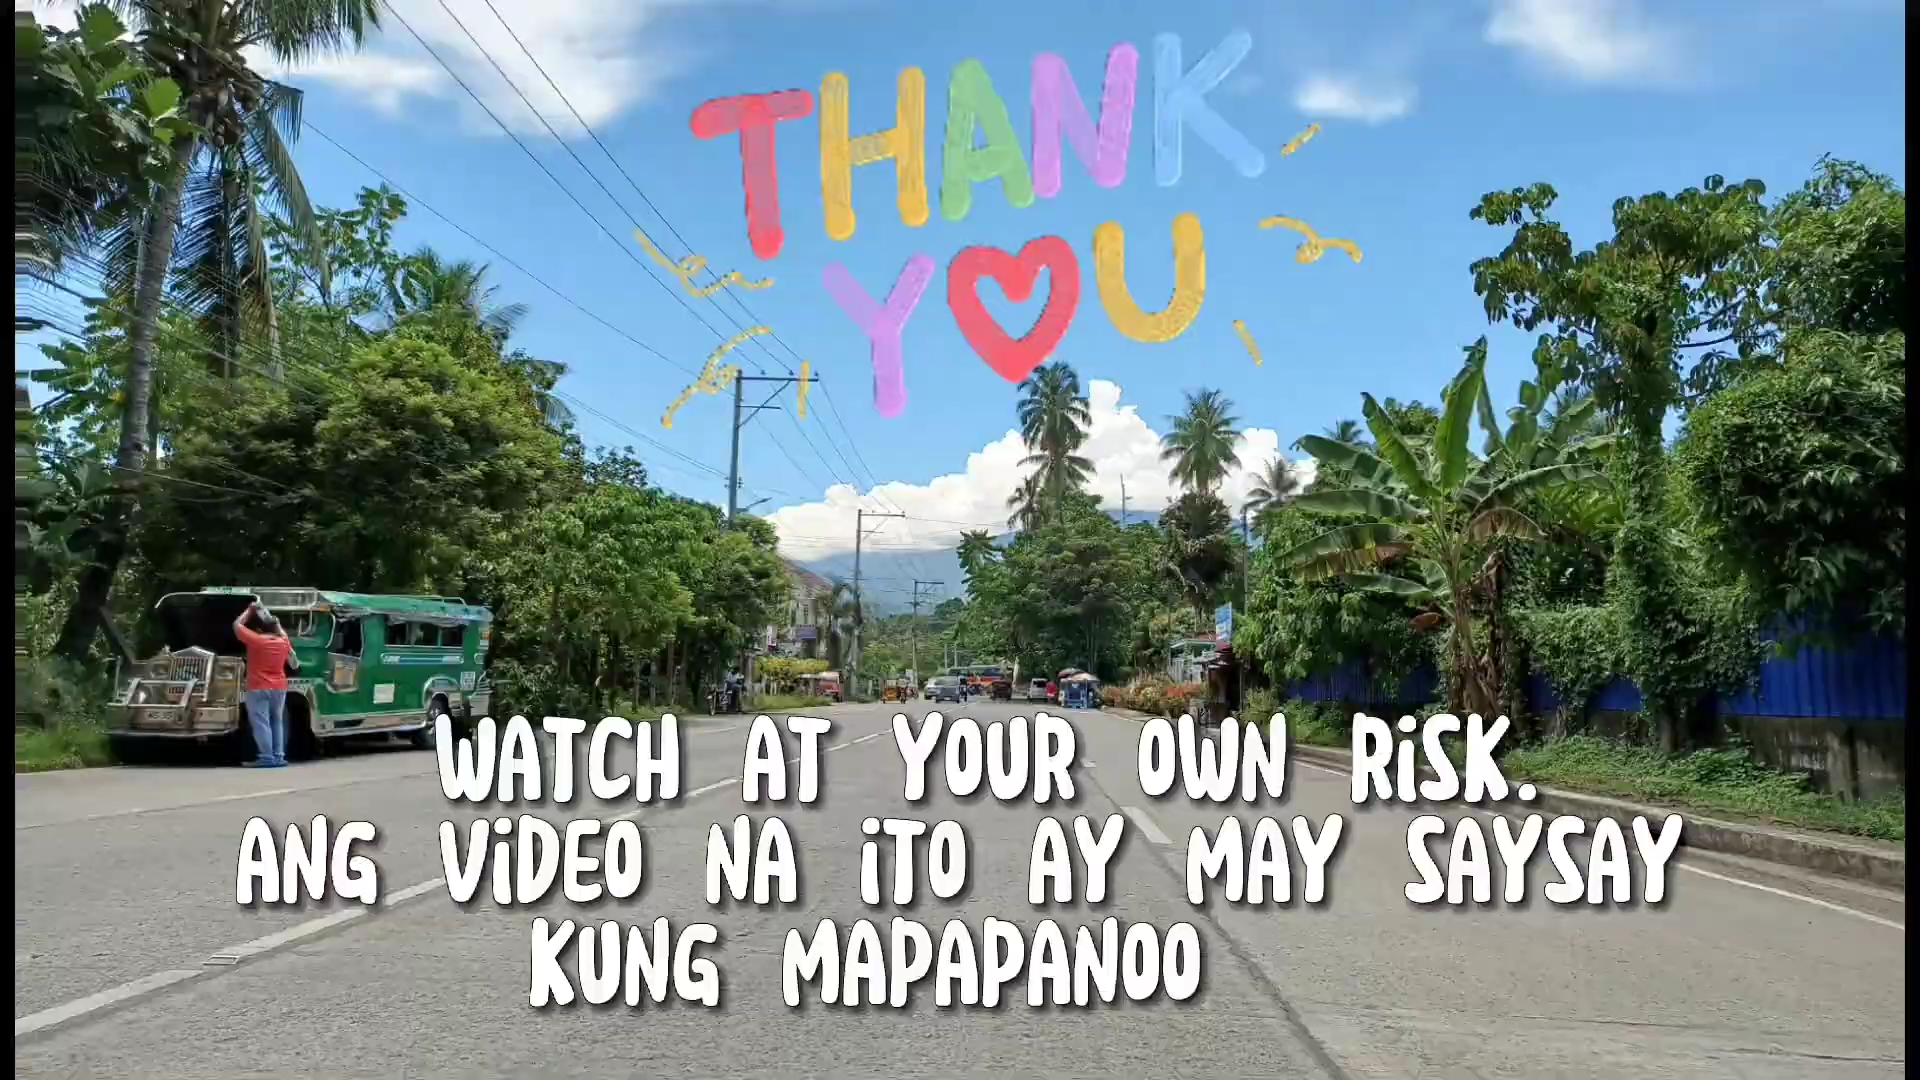 THANK
YOU
WATCH AT YOUR OWN RiSK.
ANG ViDEO NA iTO AY MAY SAYSAY
KUNG MAPAPANOO